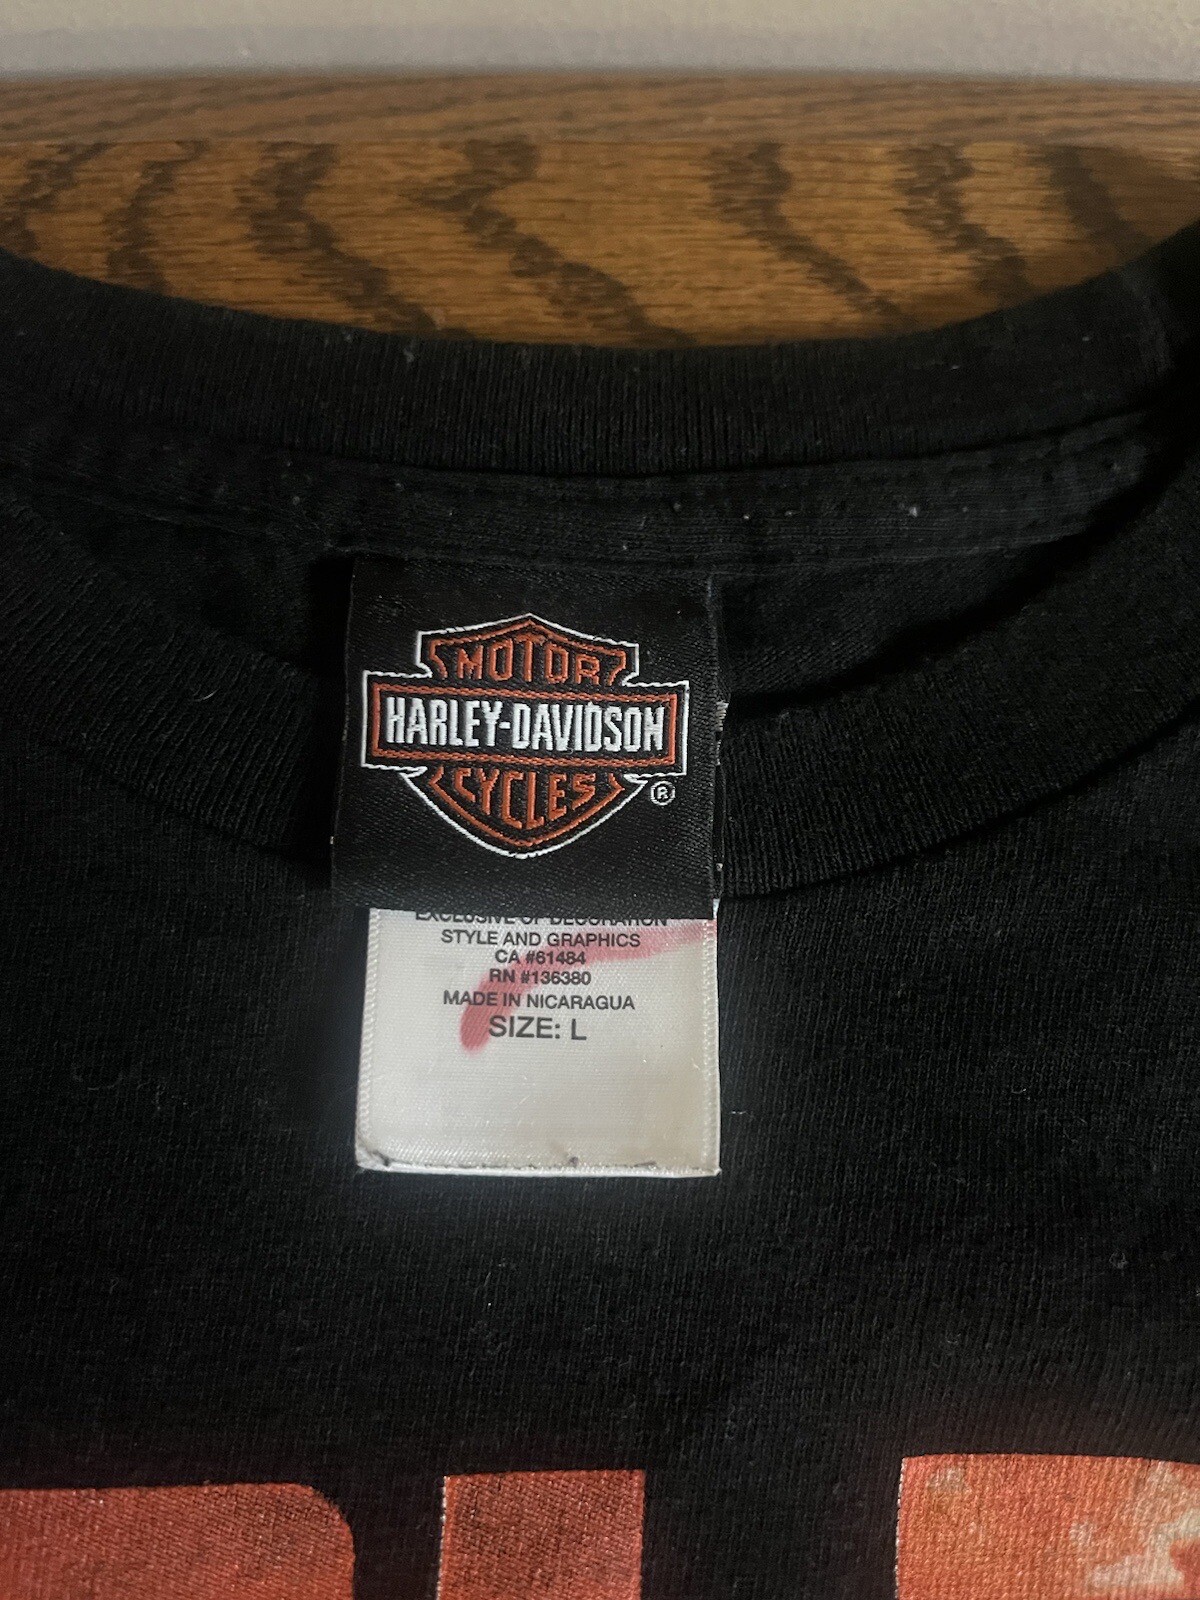 MOTOR
HARLEY-DAVIDSON
CYCLES
®
EXCLUSIVE OF DECORATION
STYLE AND GRAPHICS
CA #61484
RN #136380
MADE IN NICARAGUA
SIZE: L